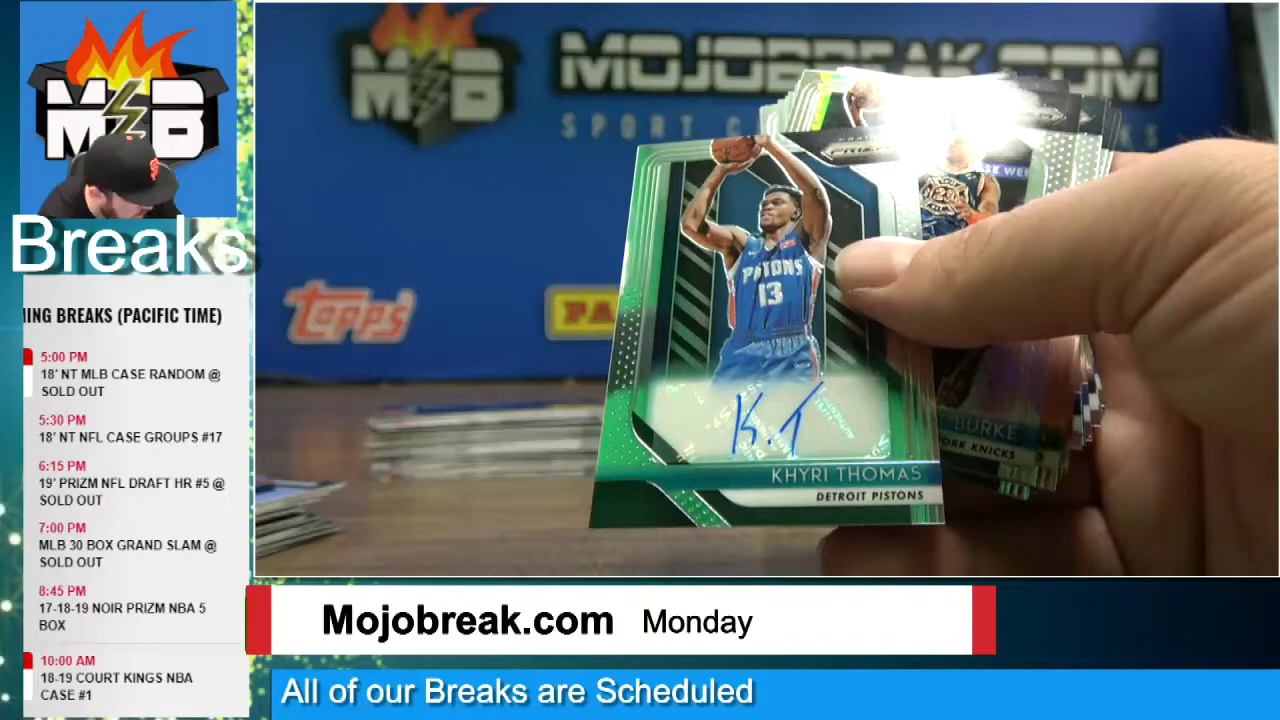 M B
Breaks
ING BREAKS (PACIFIC TIME)
5:00 PM
18' NT MLB CASE RANDOM @
SOLD OUT
5:30 PM
18' NT NFL CASE GROUPS #17
6:15 PM
19' PRIZM NFL DRAFT HR #5 @
SOLD OUT
7:00 PM
MLB 30 BOX GRAND SLAM @
SOLD OUT
8:45 PM
17-18-19 NOIR PRIZM NBA 5
BOX
10:00 AM
18-19 COURT KINGS NBA
CASE #1
M B
MOJOBREAK.COM
SPORT C
topps
PA
PISTONS
13
K.T
KHYRI THOMAS
DETROIT PISTONS
BURKE
ORK KNICKS
Mojobreak.com Monday
All of our Breaks are Scheduled